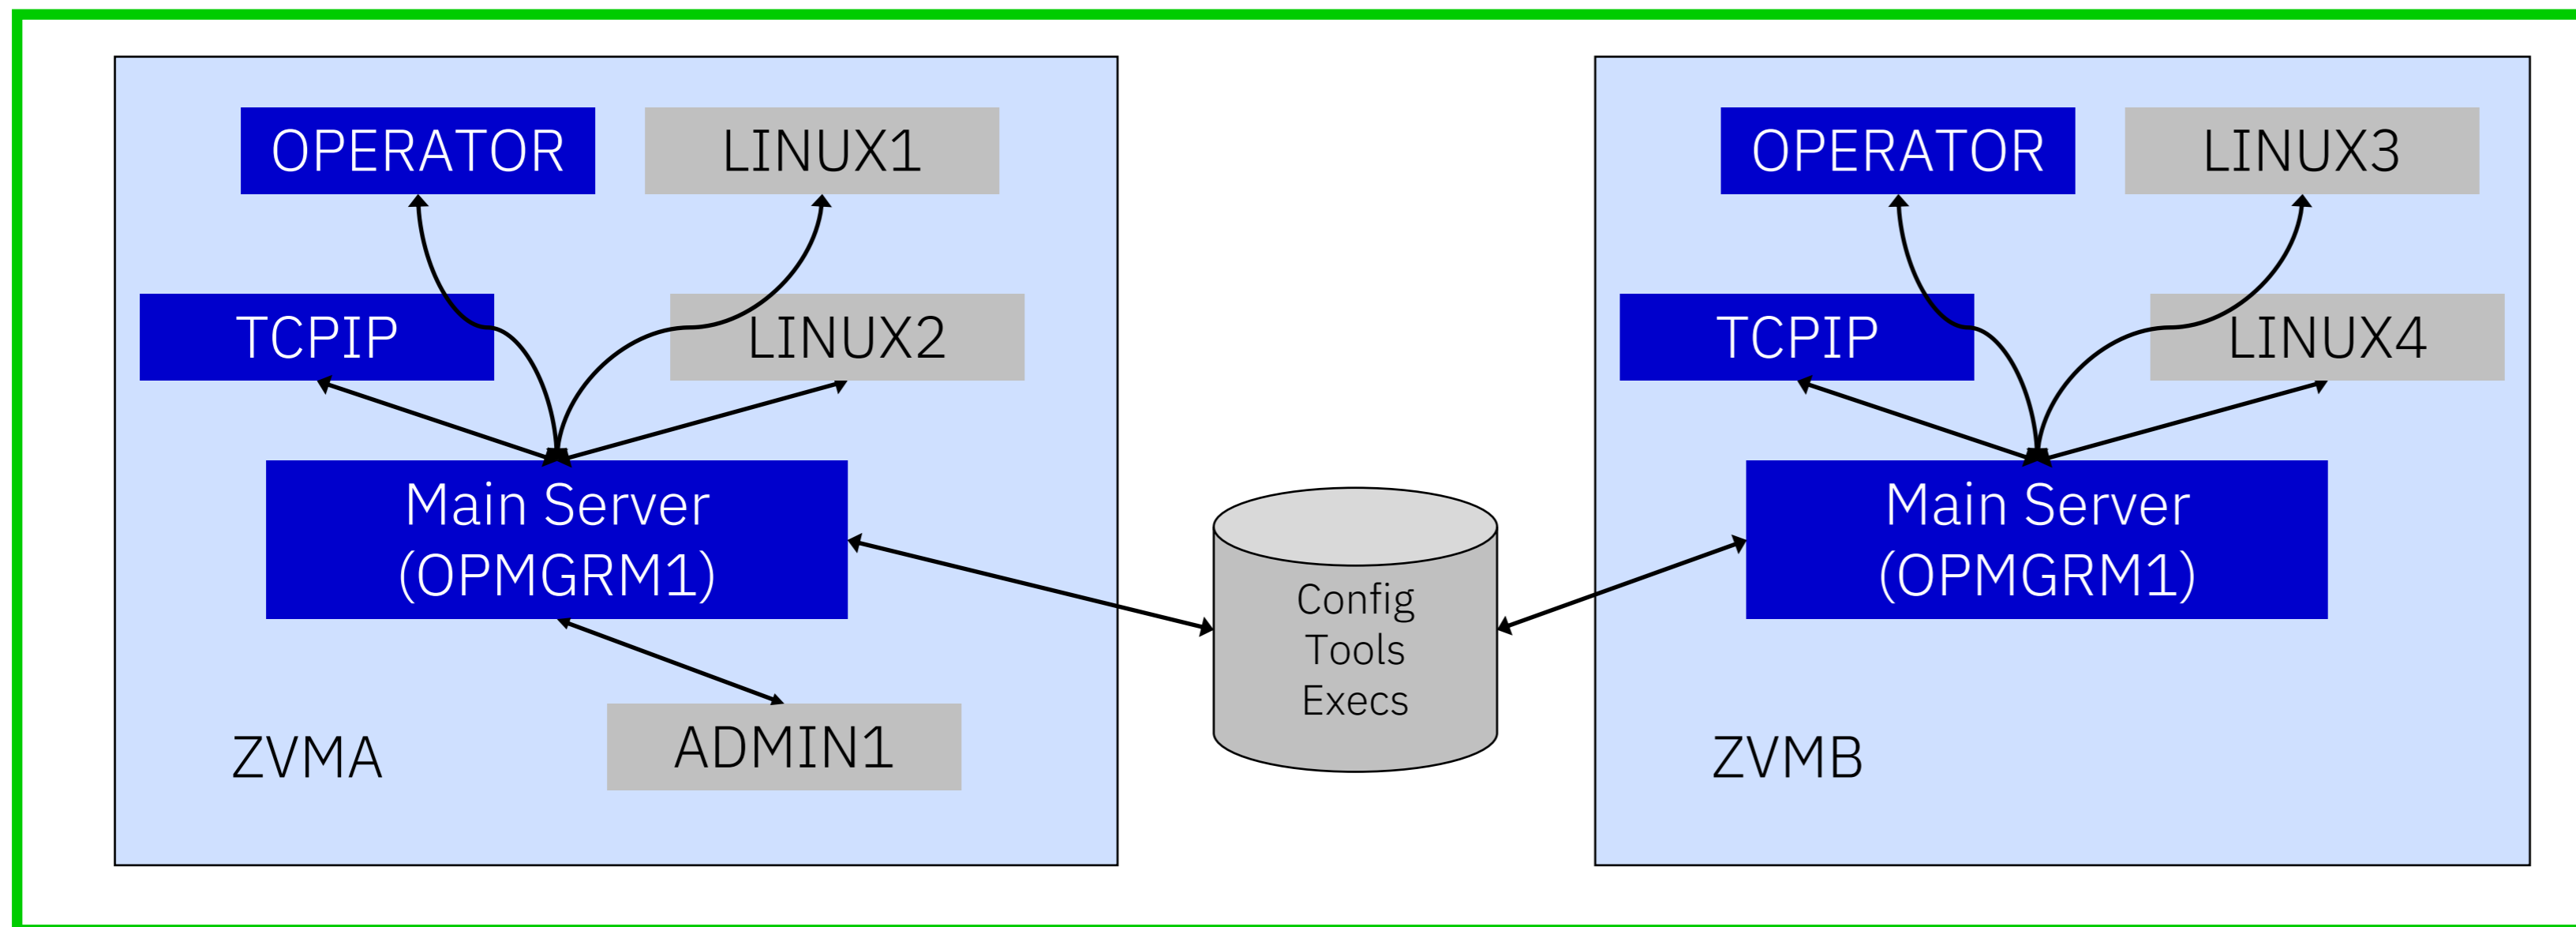 OPERATOR
LINUX1
TCPIP
LINUX2
Main Server
(OPMGRM1)
ADMIN1
ZVMA
Config
Tools
Execs
OPERATOR
LINUX3
TCPIP
LINUX4
Main Server
(OPMGRM1)
ZVMB